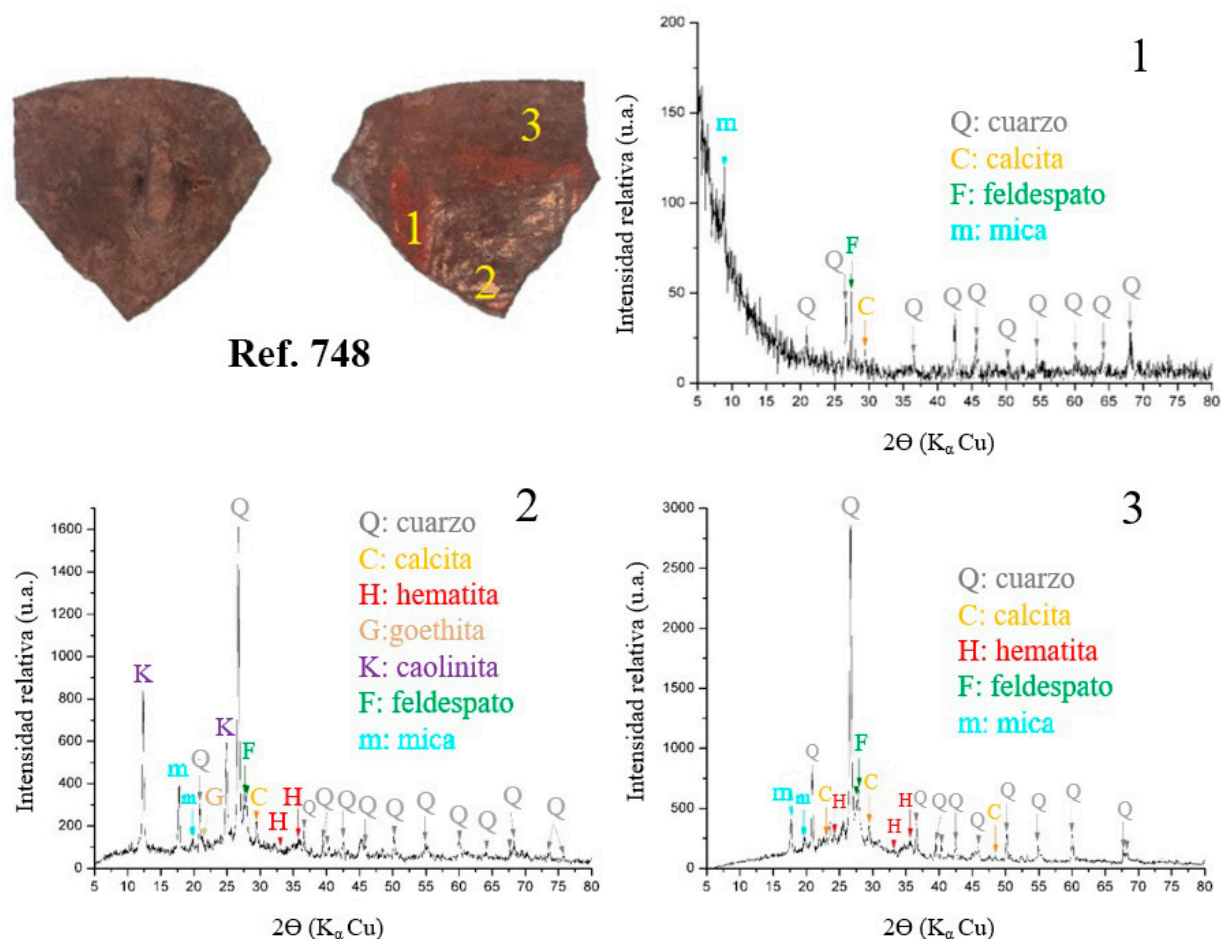 3
1
2
Ref. 748
1
Intensidad relativa (u.a.)
200
150
100
50
0
m
Q
Q
F
C
Q
Q
Q
Q
Q
Q
Q
Q
Q: cuarzo
C: calcita
F: feldespato
m: mica
5 10 15 20 25 30 35 40 45 50 55 60 65 70 75 80
2Θ (Kα Cu)
2
Intensidad relativa (u.a.)
1600
1400
1200
1000
800
600
400
200
0
K
m
m
Q
G
K
Q
F
C
H
H
Q
Q
Q
Q
Q
Q
Q
Q
Q
Q
Q: cuarzo
C: calcita
H: hematita
G:goethita
K: caolinita
F: feldespato
m: mica
5 10 15 20 25 30 35 40 45 50 55 60 65 70 75 80
2Θ (Kα Cu)
3
Intensidad relativa (u.a.)
3000
2500
2000
1500
1000
500
0
m
m
Q
C
H
Q
F
C
H
H
Q
Q
Q
Q
C
Q
Q
Q
Q
Q: cuarzo
C: calcita
H: hematita
F: feldespato
m: mica
5 10 15 20 25 30 35 40 45 50 55 60 65 70 75 80
2Θ (Kα Cu)